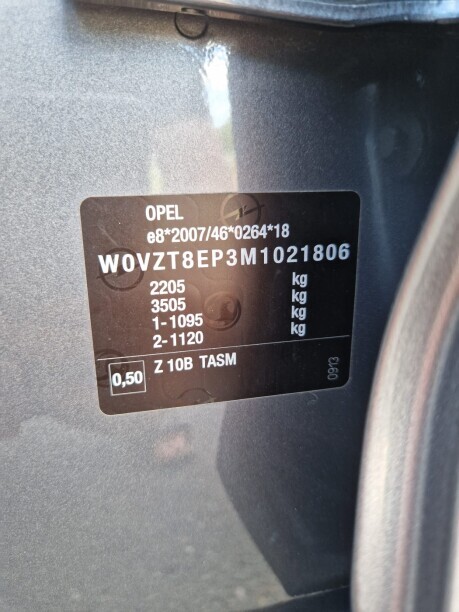 OPEL
e8*2007/46*0264*18
W0VZT8EP3M1021806
2205 kg
3505 kg
1-1095 kg
2-1120 kg
0,50 Z 10B TASM
0913